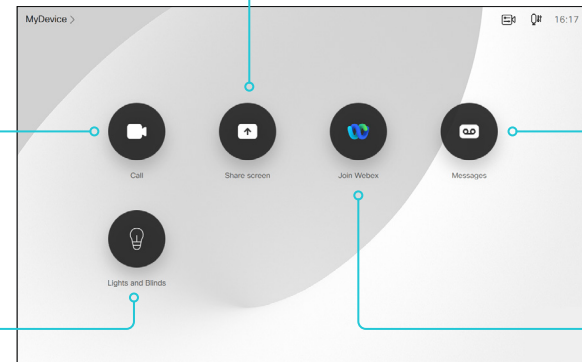 MyDevice >
16:17
Call
Share screen
Join Webex
Messages
Lights and Blinds